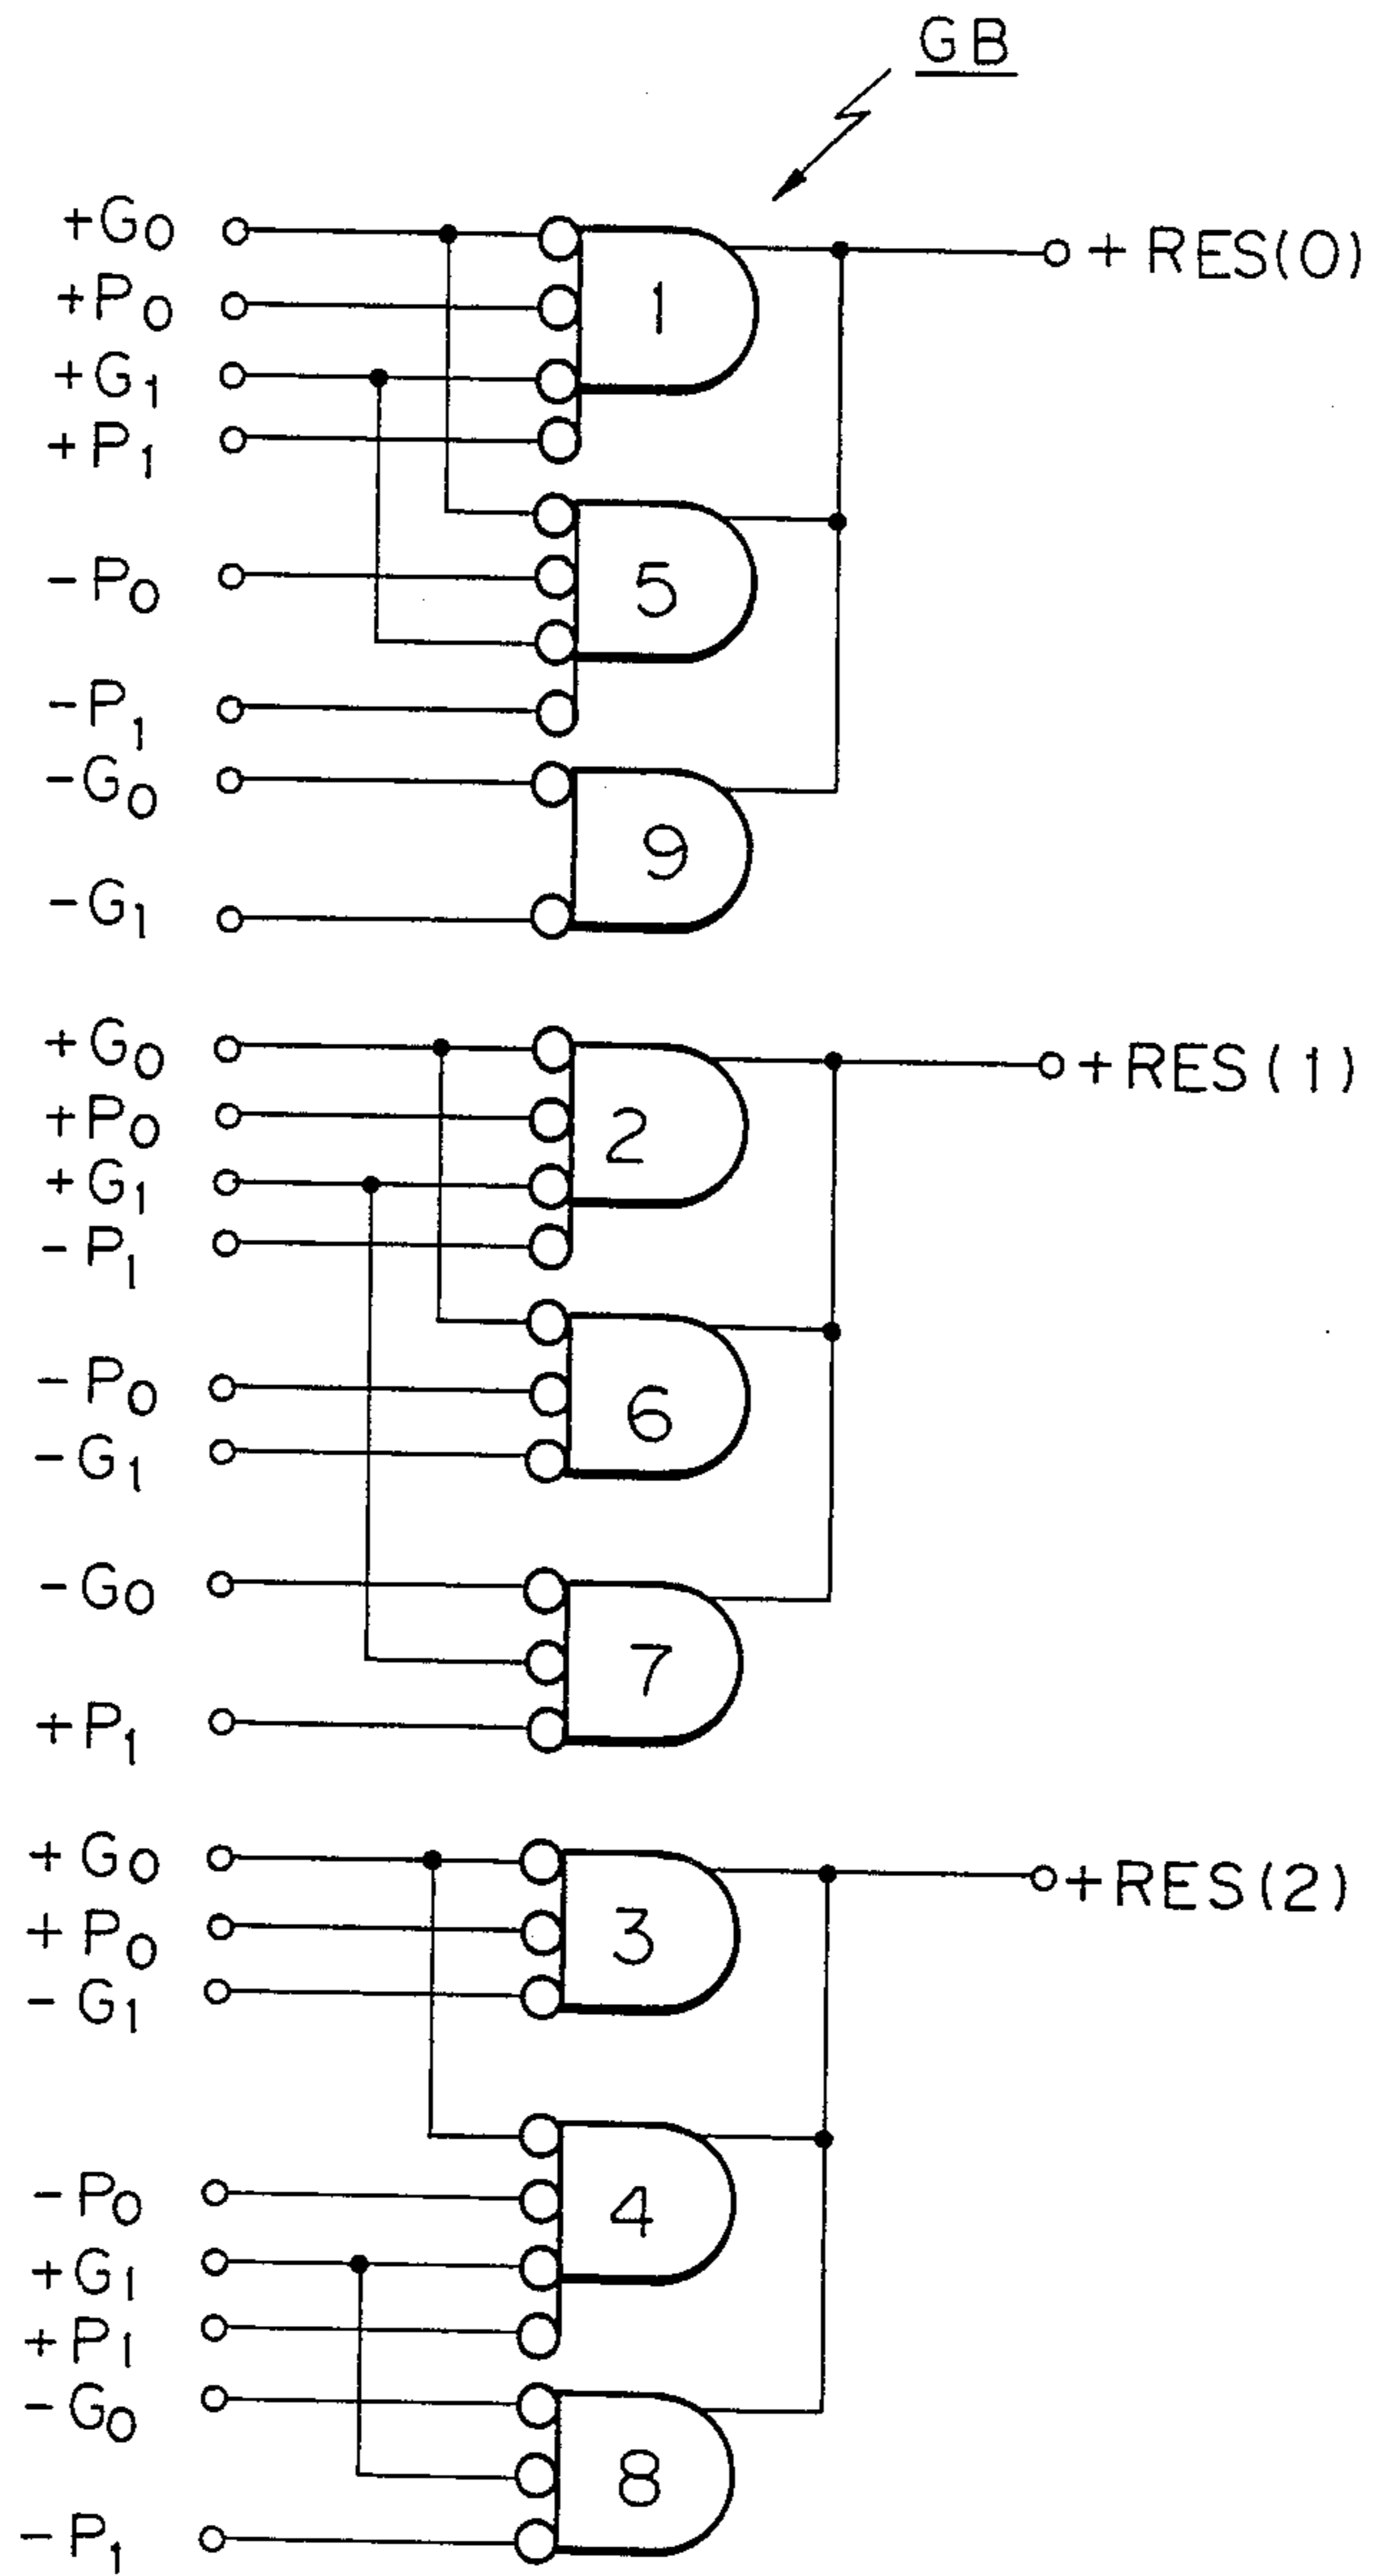 GB
+G0
+P0
+G1
+P1
1
+RES(0)
-P0
-P1
5
-G0
-G1
9
+G0
+P0
+G1
-P1
2
+RES(1)
-P0
-G1
6
-G0
+P1
7
+G0
+P0
-G1
3
+RES(2)
-P0
+G1
+P1
4
-G0
-P1
8